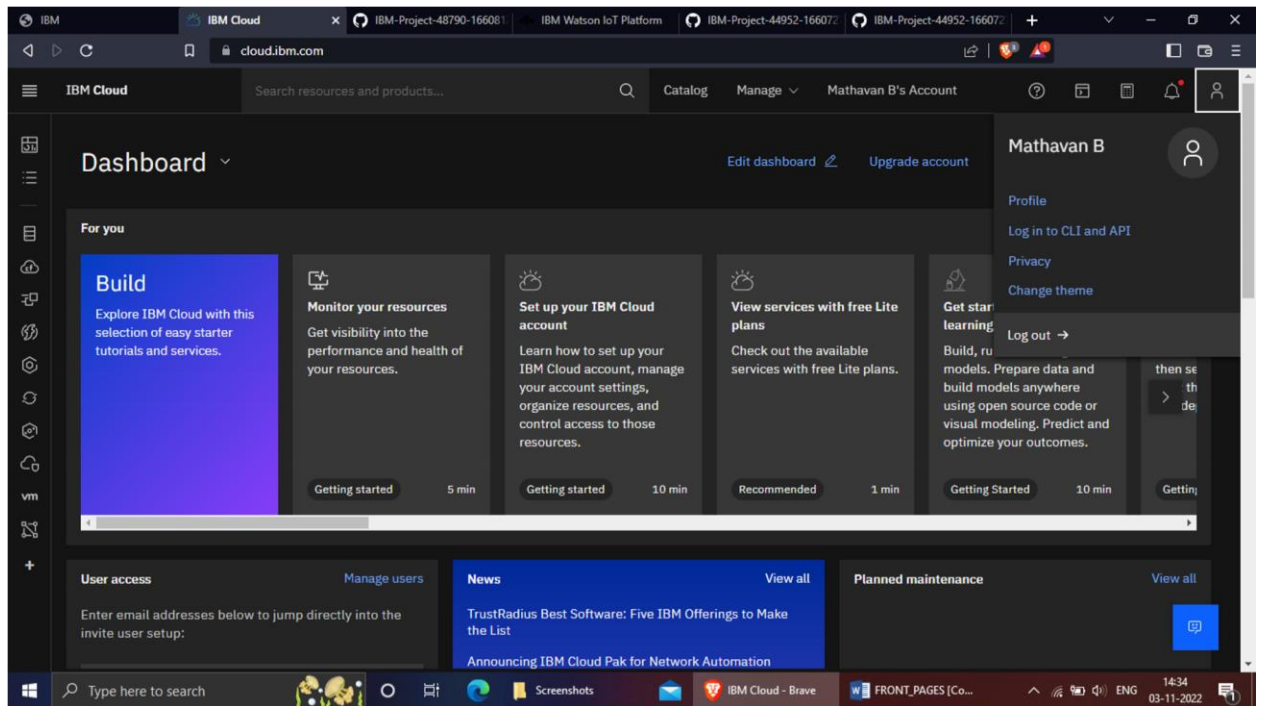 IBM
IBM Cloud
IBM-Project-48790-16608
IBM Watson IoT Platform
IBM-Project-44952-166072
IBM-Project-44952-166072
cloud.ibm.com
IBM Cloud
Search resources and products...
Catalog
Manage
Mathavan B's Account
Dashboard
Edit dashboard
Upgrade account
Mathavan B
Profile
Log in to CLI and API
Privacy
Change theme
Log out →
For you
Build
Explore IBM Cloud with this
selection of easy starter
tutorials and services.
Monitor your resources
Get visibility into the
performance and health of
your resources.
Getting started
5 min
Set up your IBM Cloud
account
Learn how to set up your
IBM Cloud account, manage
your account settings,
organize resources, and
control access to those
resources.
Getting started
10 min
View services with free Lite
plans
Check out the available
services with free Lite plans.
Recommended
1 min
Get star
learning
Build, ru
models. Prepare data and
build models anywhere
using open source code or
visual modeling. Predict and
optimize your outcomes.
Getting Started
10 min
then se
th
de
Getting
vm
User access
Manage users
Enter email addresses below to jump directly into the
invite user setup:
News
View all
TrustRadius Best Software: Five IBM Offerings to Make
the List
Announcing IBM Cloud Pak for Network Automation
Planned maintenance
View all
Type here to search
Screenshots
IBM Cloud - Brave
FRONT_PAGES [Co...
ENG
14:34
03-11-2022